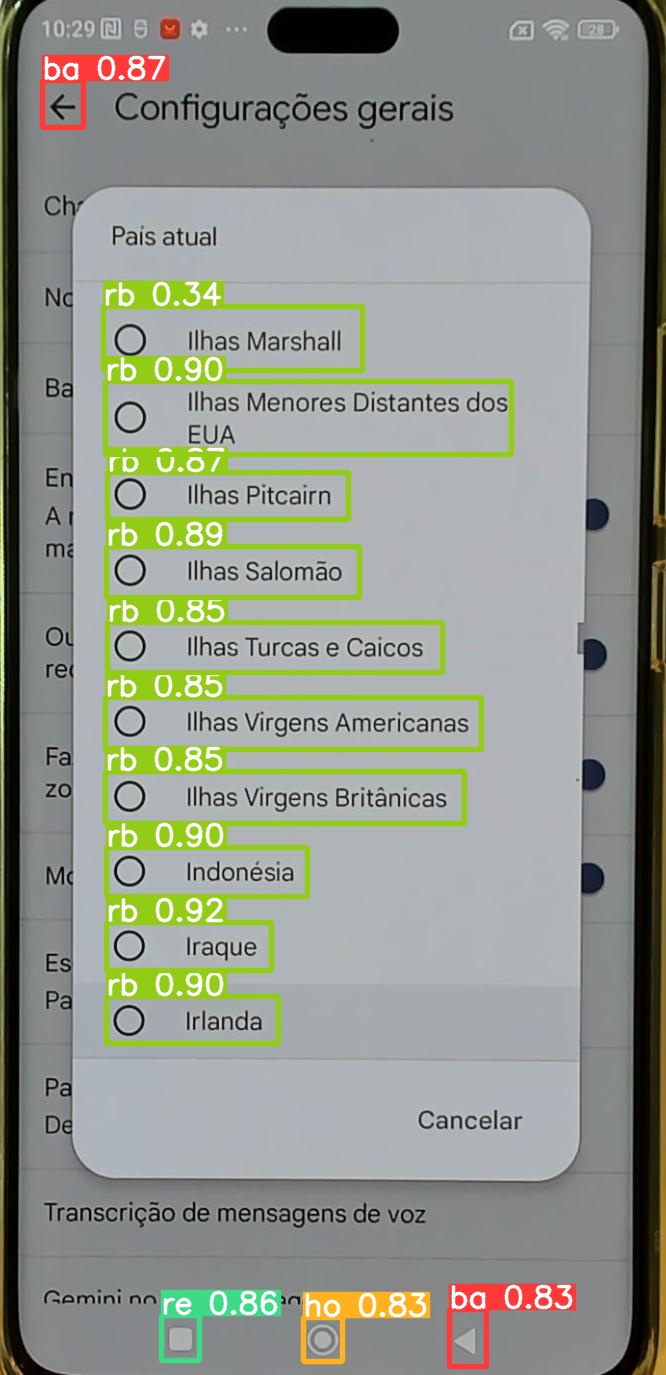 10:29
28
ba 0.87
Configurações gerais
Ch
País atual
No
rb 0.34
Ilhas Marshall
rb 0.90
Ba
Ilhas Menores Distantes dos
EUA
rb 0.87
En
Ilhas Pitcairn
A
rb 0.89
ma
Ilhas Salomão
rb 0.85
Ou
Ilhas Turcas e Caicos
rec
rb 0.85
Ilhas Virgens Americanas
Fa
rb 0.85
zo
Ilhas Virgens Britânicas
rb 0.90
Mo
Indonésia
rb 0.92
Iraque
Es
rb 0.90
Pa
Irlanda
Pa
De
Cancelar
Transcrição de mensagens de voz
Gemini no
re 0.86
ho 0.83
ba 0.83